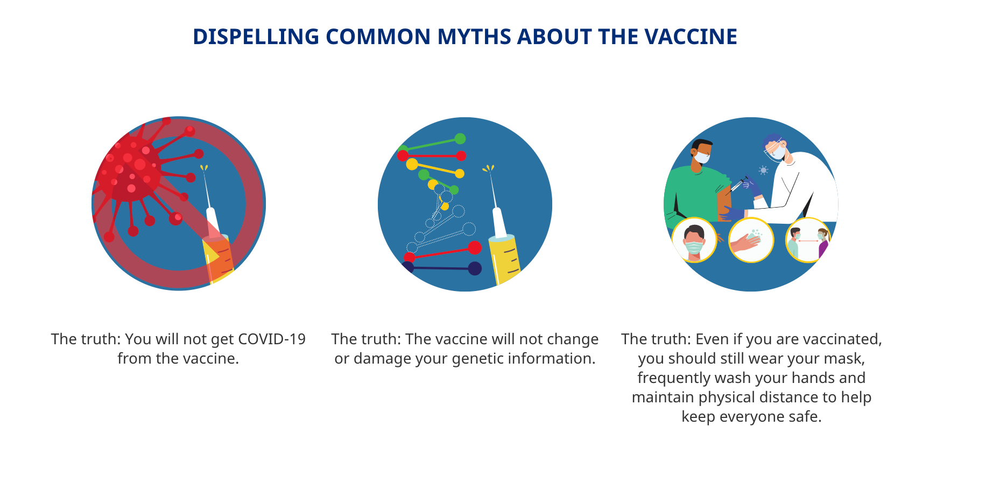 DISPELLING COMMON MYTHS ABOUT THE VACCINE
The truth: You will not get COVID-19
from the vaccine.
The truth: The vaccine will not change
or damage your genetic information.
The truth: Even if you are vaccinated,
you should still wear your mask,
frequently wash your hands and
maintain physical distance to help
keep everyone safe.